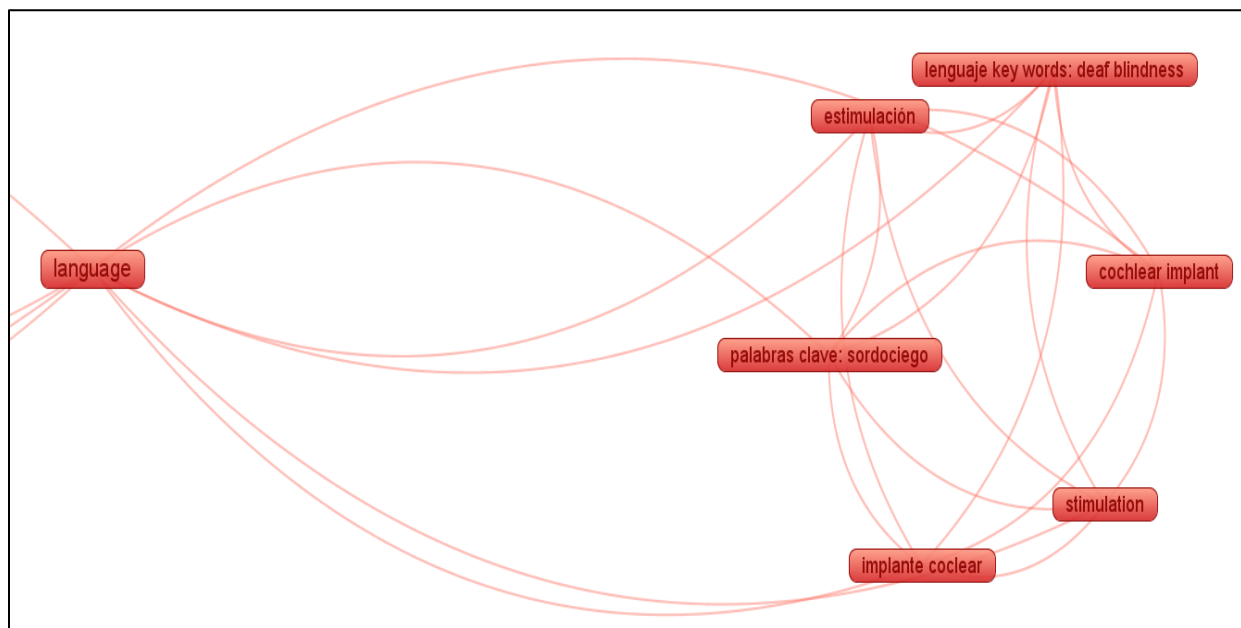 lenguaje key words: deaf blindness
estimulación
language
cochlear implant
palabras clave: sordociego
stimulation
implante coclear